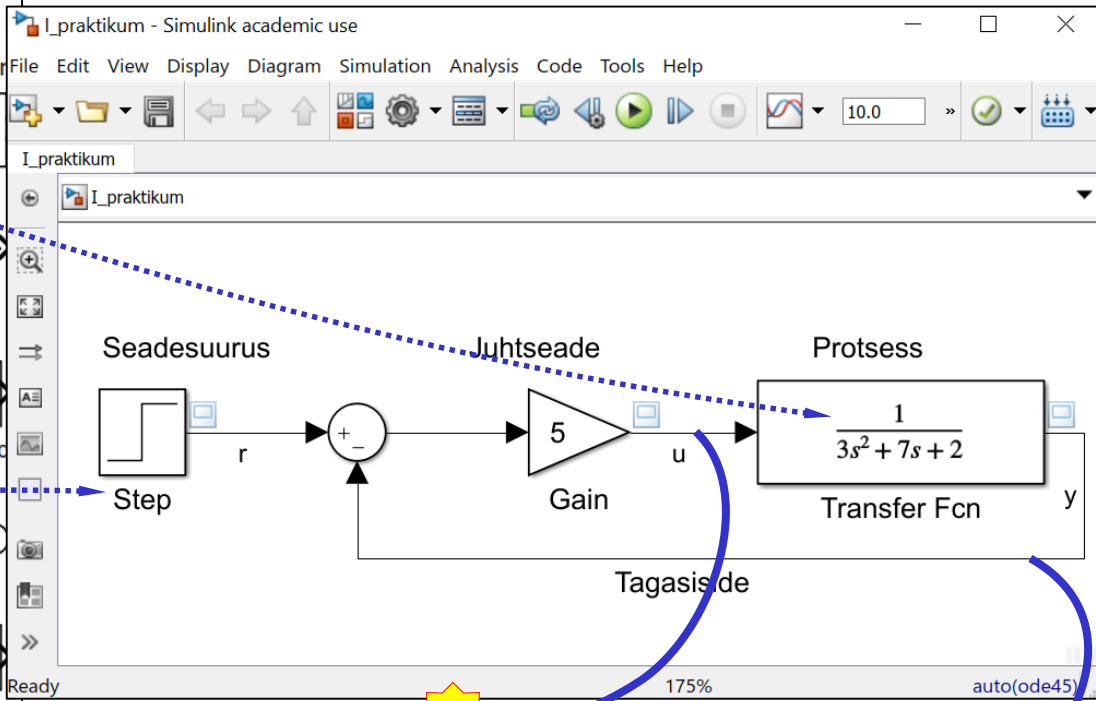 I_praktikum - Simulink academic use
File Edit View Display Diagram Simulation Analysis Code Tools Help
10.0 »
I_praktikum
I_praktikum
Seadesuurus Juhtseade Protsess
+
_
5
1
3s² + 7s + 2
r
u
y
Step
Gain
Transfer Fcn
Tagasiside
Ready 175% auto(ode45)